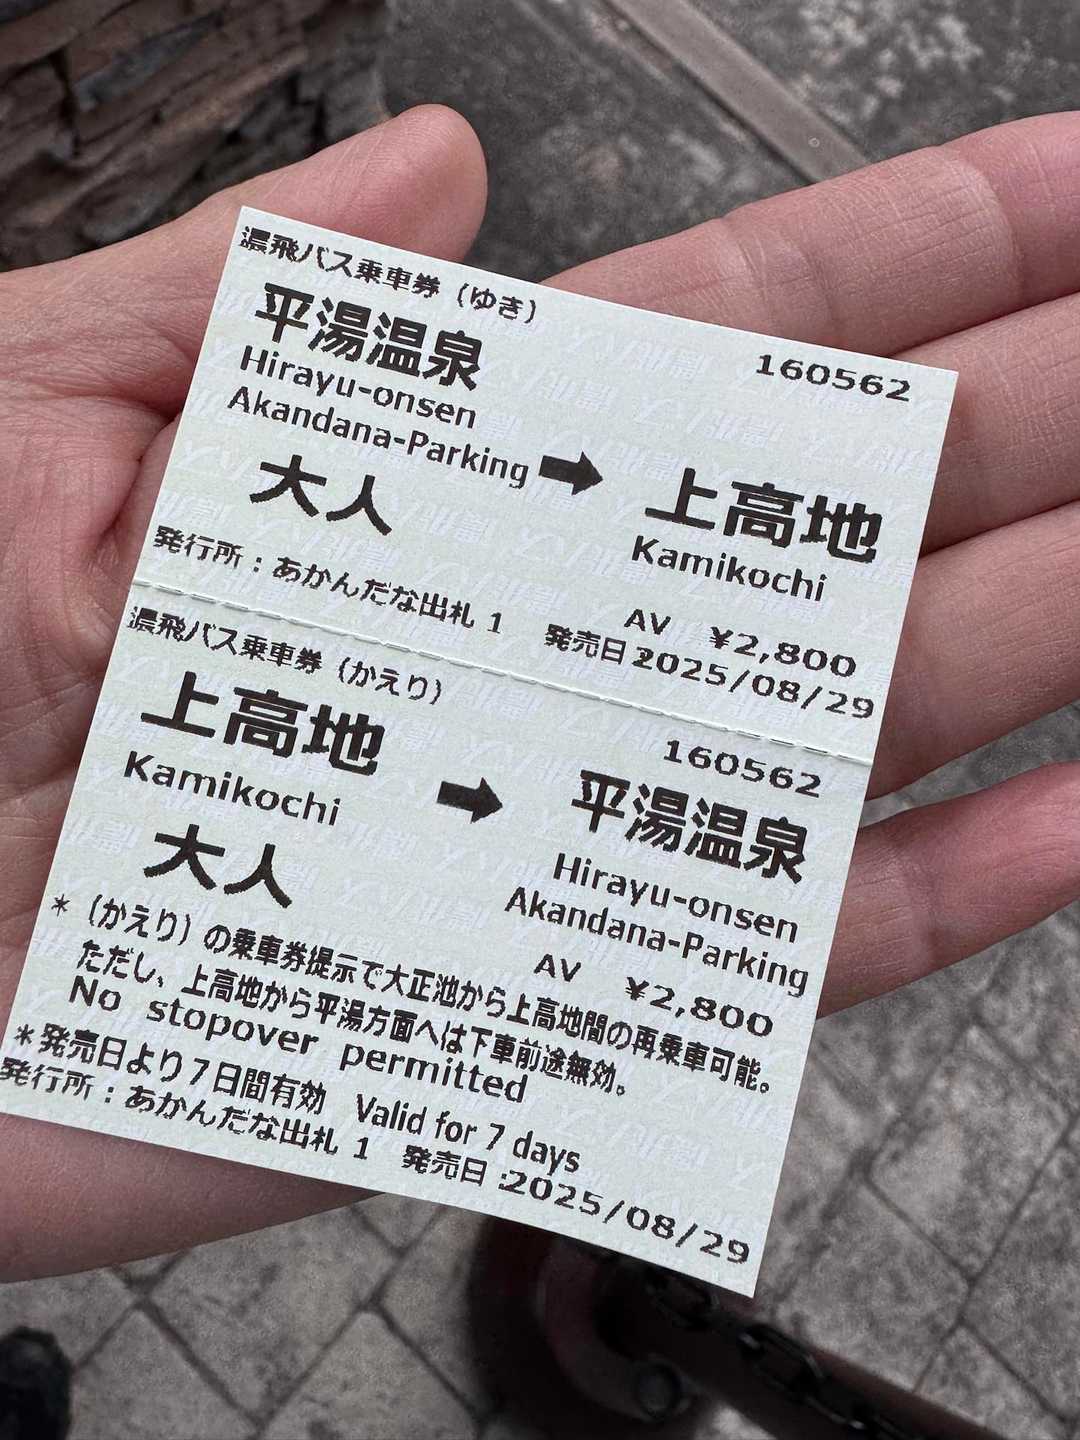 濃飛バス乗車券（ゆき）
160562
平湯温泉
Hirayu-onsen
Akandana-Parking
➡
上高地
Kamikochi
大人
AV ¥2,800
発行所：あかんだな出札 1 発売日:2025/08/29
濃飛バス乗車券（かえり）
160562
上高地
Kamikochi
➡
平湯温泉
Hirayu-onsen
Akandana-Parking
大人
AV ¥2,800
*（かえり）の乗車券提示で大正池から上高地間の再乗車可能。
ただし、上高地から平湯方面へは下車前途無効。
No stopover permitted
*発売日より7日間有効 Valid for 7 days
発行所：あかんだな出札 1 発売日:2025/08/29